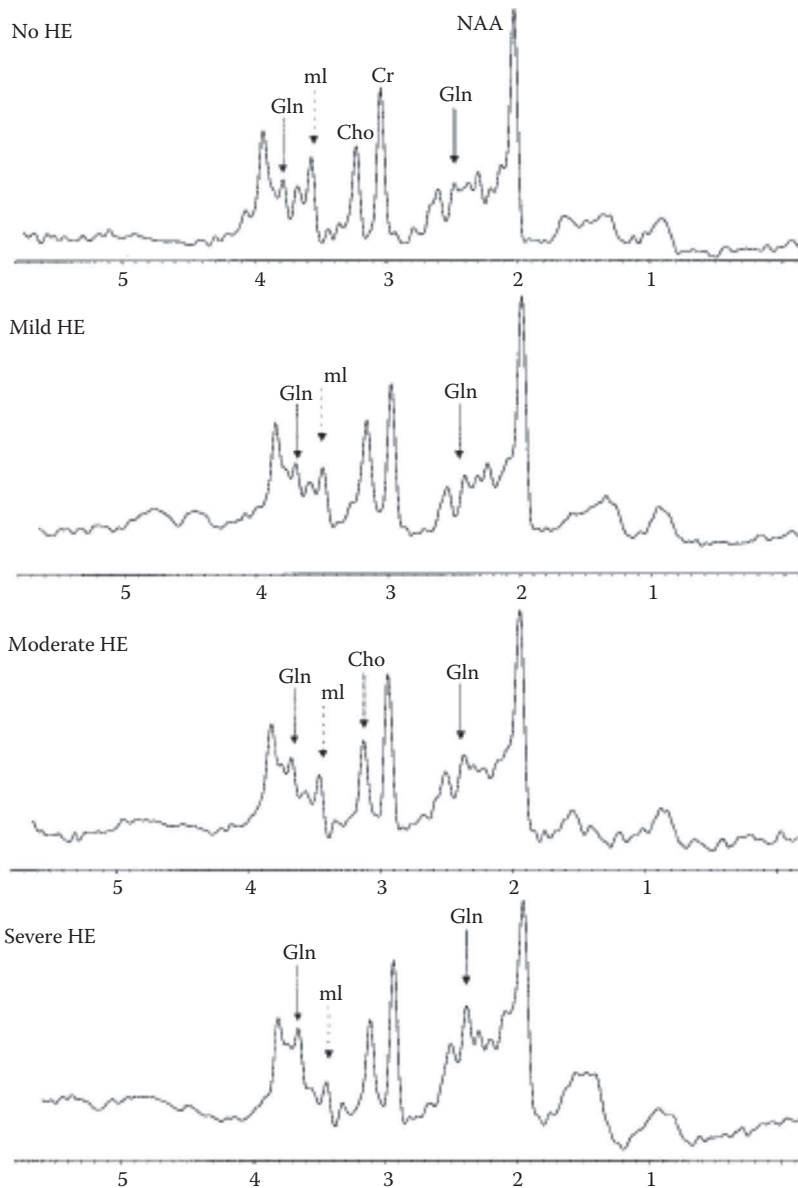 No HE
NAA
ml
Cr
Gln
Gln
Cho
5 4 3 2 1
Mild HE
ml
Gln
Gln
5 4 3 2 1
Moderate HE
Cho
Gln
Gln
ml
5 4 3 2 1
Gln
Severe HE
Gln
ml
5 4 3 2 1